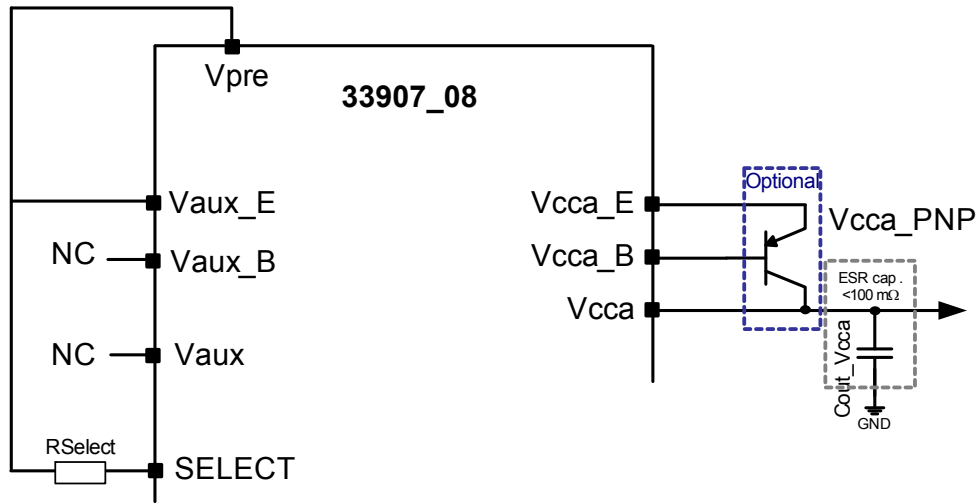 Vpre
33907_08
Optional
Vaux_E
Vcca_E
Vcca_PNP
NC
Vaux_B
Vcca_B
ESR cap .
<100 mΩ
Vcca
NC
Vaux
Cout_Vcca
GND
RSelect
SELECT